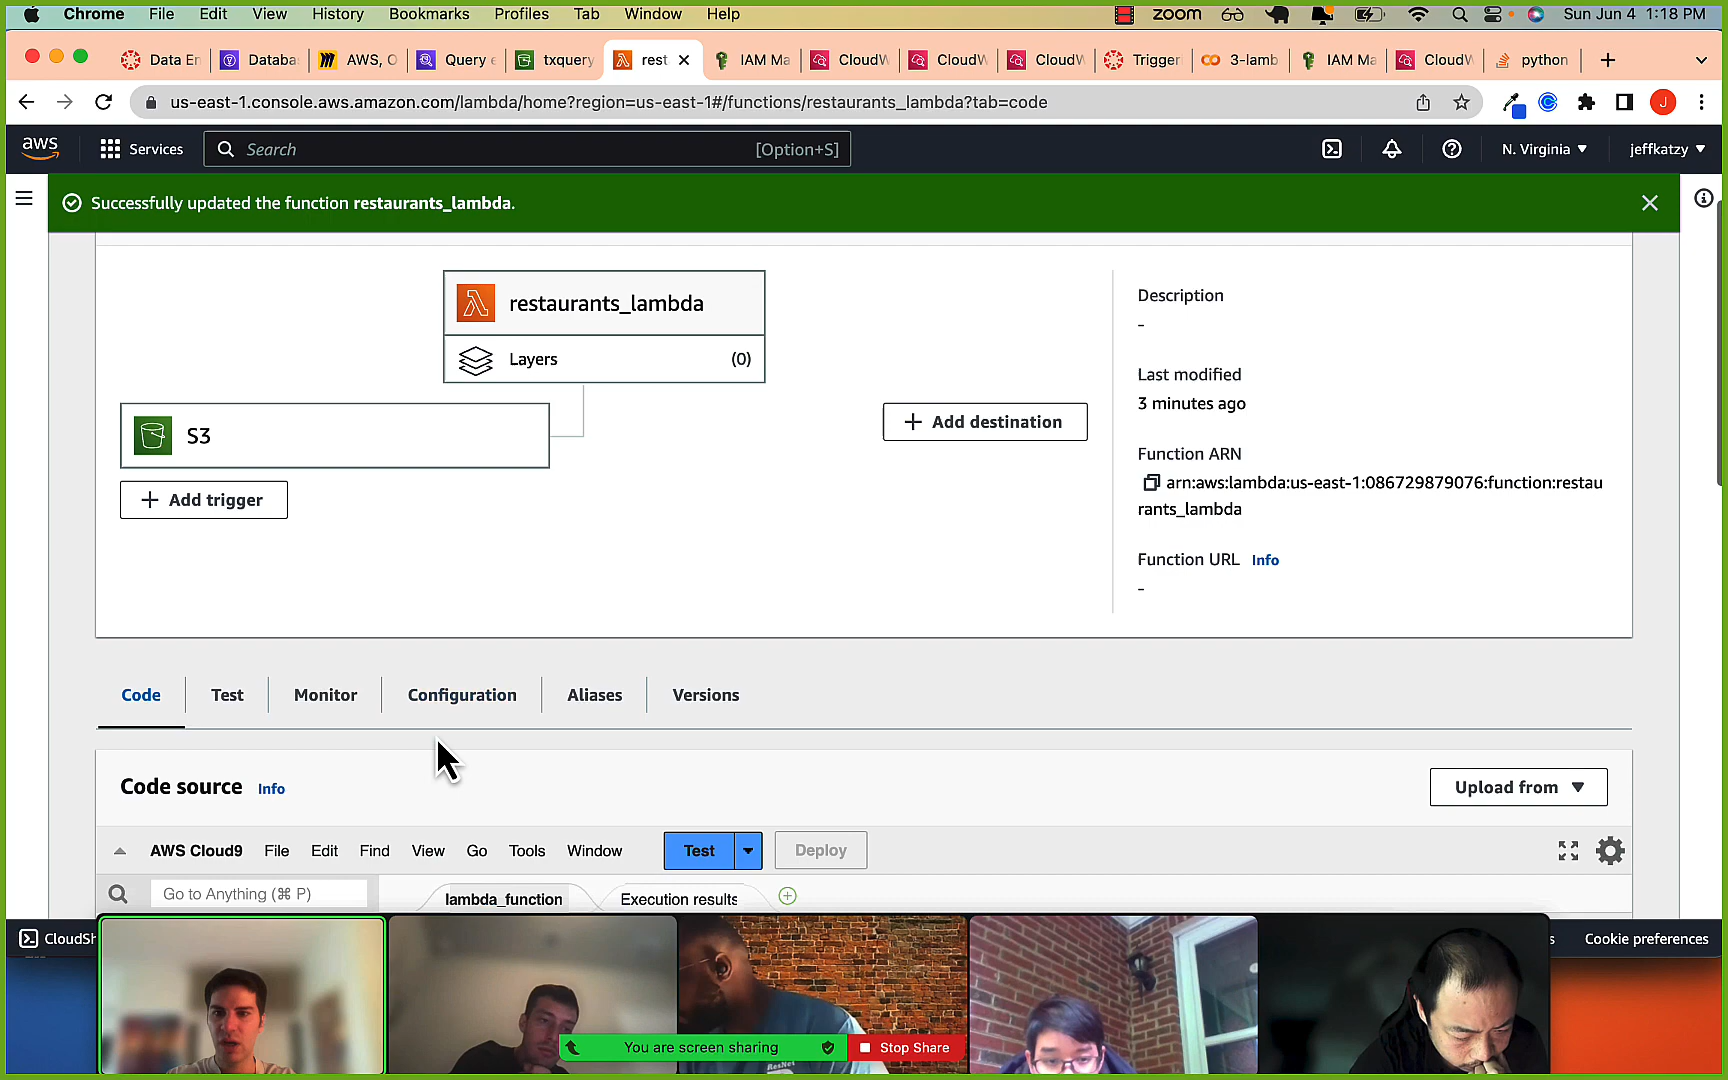 Chrome File Edit View History Bookmarks Profiles Tab Window Help zoom Sun Jun 4 1:18 PM
Data En Databa AWS, C Query e txquery rest IAM Ma CloudW CloudW CloudW Trigger 3-lamb IAM Ma CloudW python
us-east-1.console.aws.amazon.com/lambda/home?region=us-east-1#/functions/restaurants_lambda?tab=code J
aws Services Search [Option+S] N. Virginia jeffkatzy
Successfully updated the function restaurants_lambda.
restaurants_lambda
Layers (0)
S3
Add trigger
Add destination
Description
-
Last modified
3 minutes ago
Function ARN
arn:aws:lambda:us-east-1:086729879076:function:restau
rants_lambda
Function URL Info
-
Code Test Monitor Configuration Aliases Versions
Code source Info Upload from
AWS Cloud9 File Edit Find View Go Tools Window Test Deploy
Go to Anything (⌘ P) lambda_function Execution results
CloudSh s Cookie preferences
You are screen sharing Stop Share
ResNet